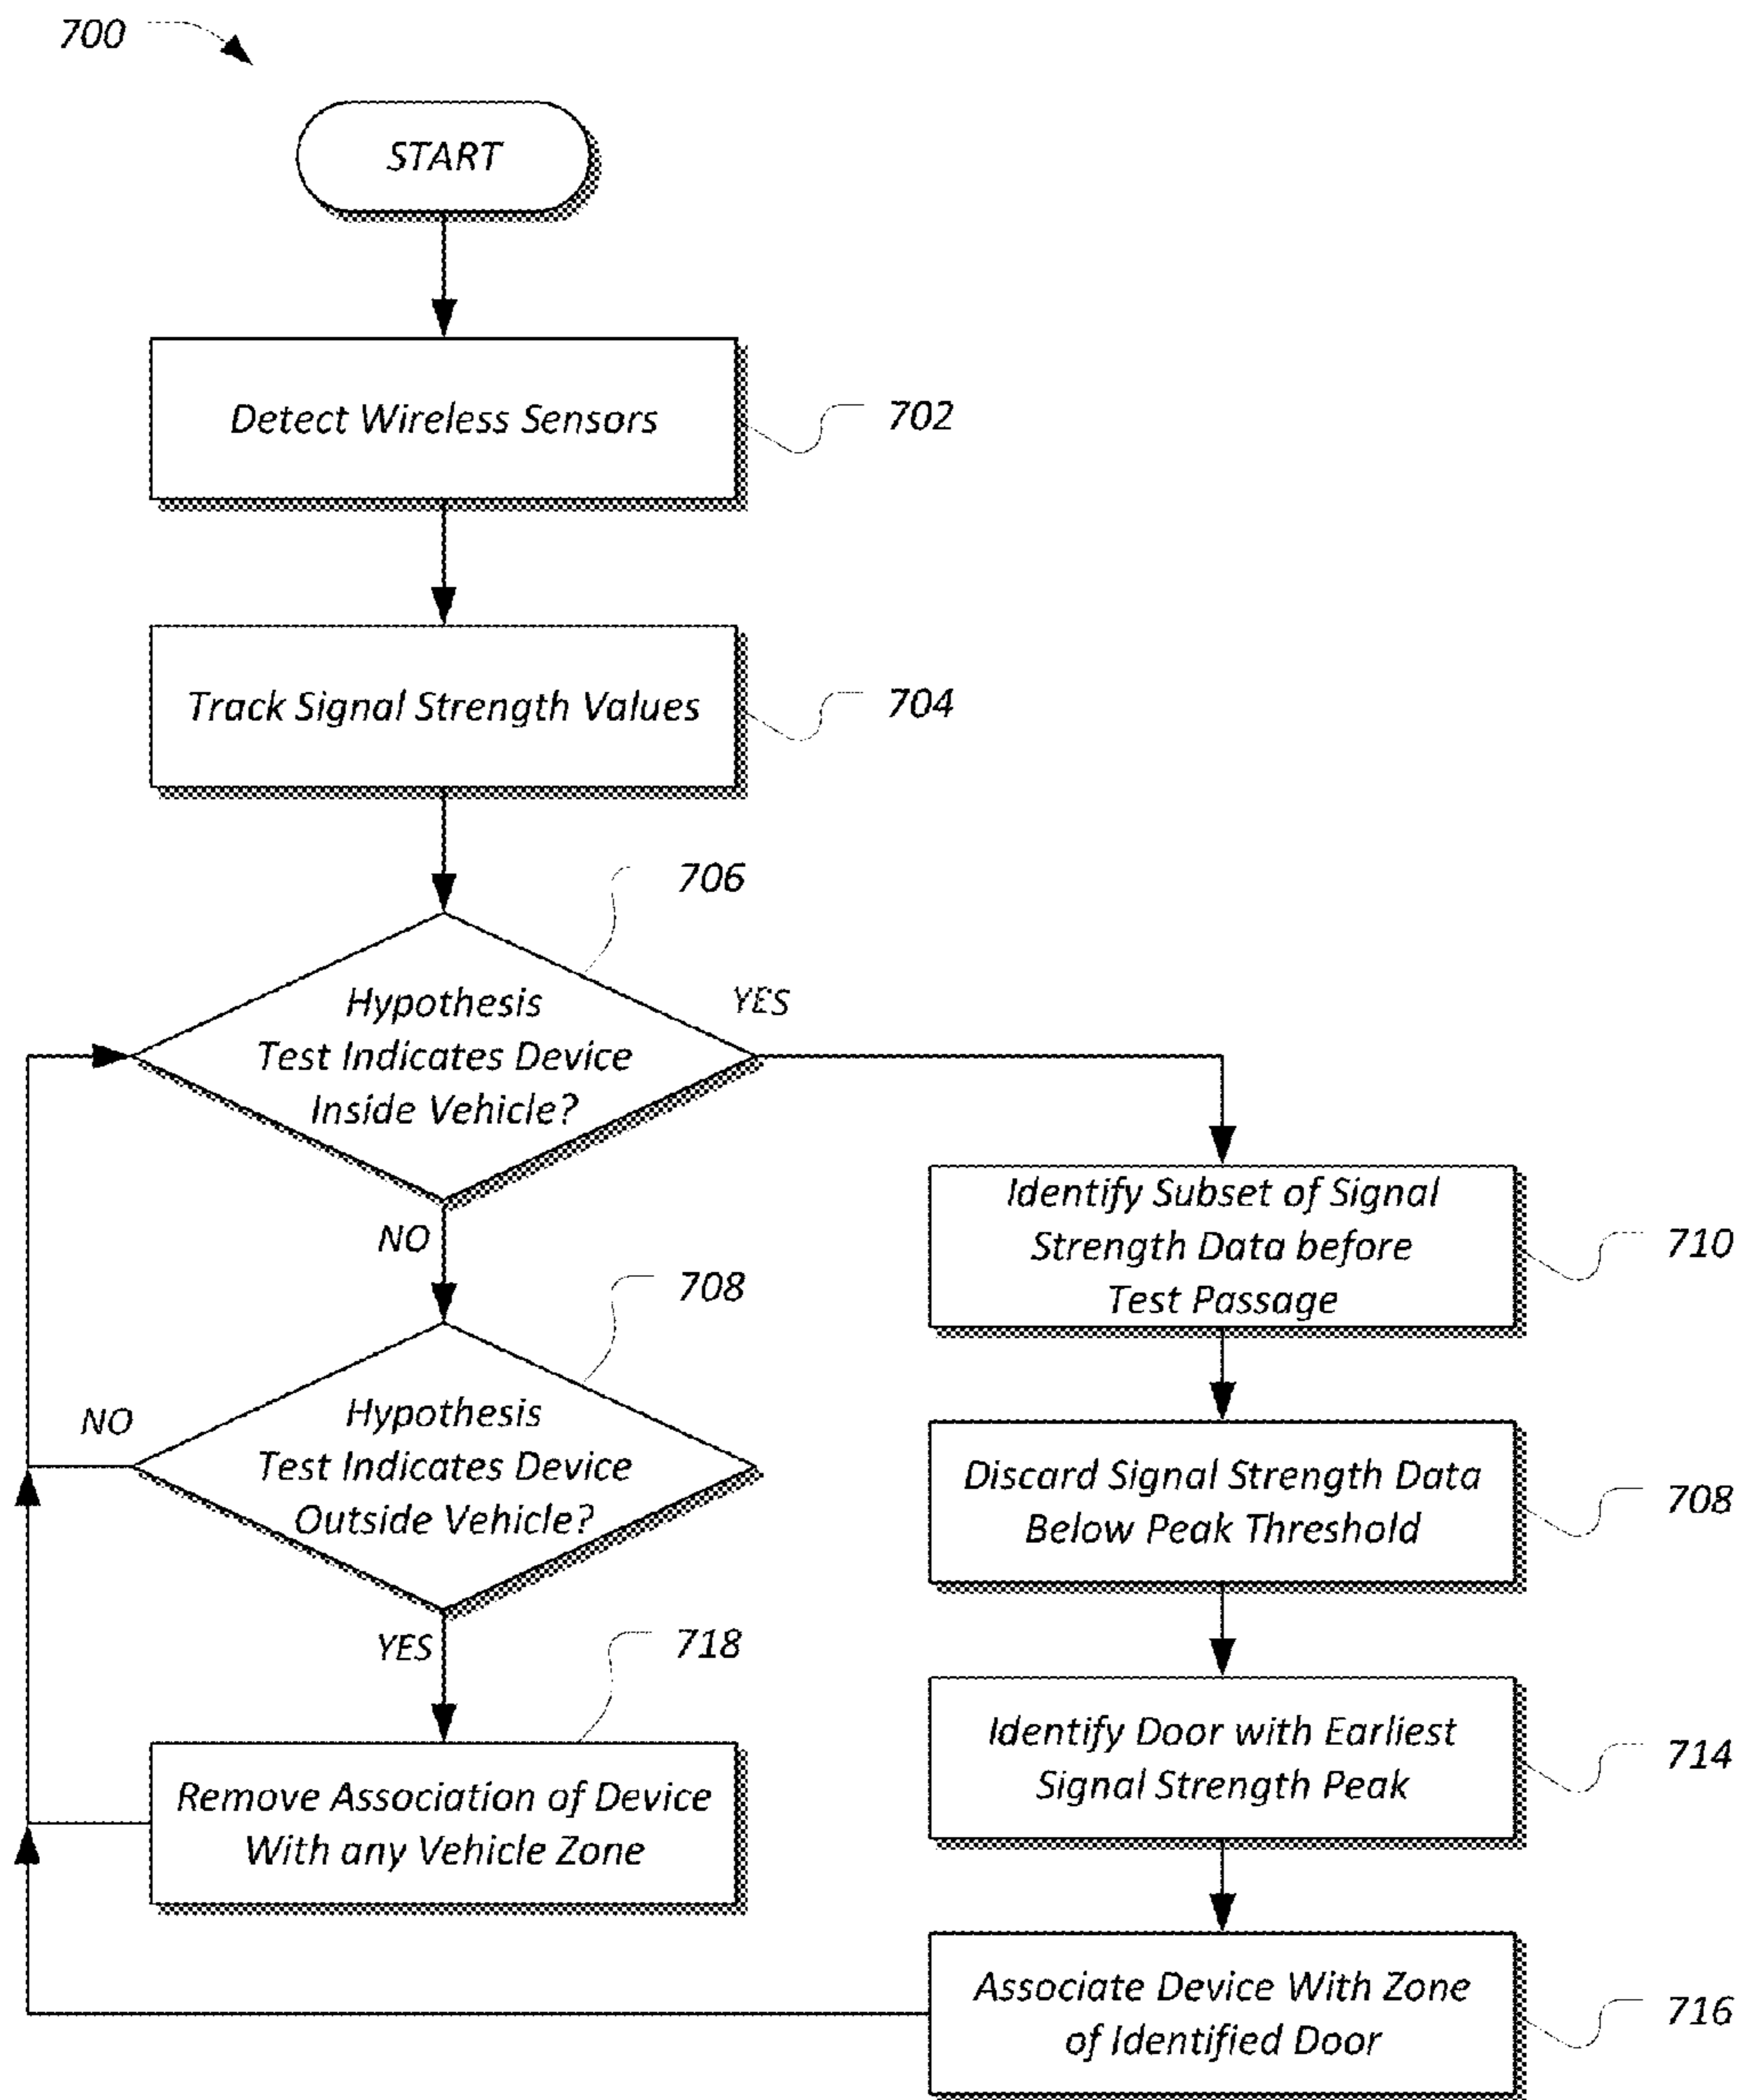 700
START
Detect Wireless Sensors
702
Track Signal Strength Values
704
706
Hypothesis
Test Indicates Device
Inside Vehicle?
YES
NO
708
Hypothesis
Test Indicates Device
Outside Vehicle?
NO
YES
718
Remove Association of Device
With any Vehicle Zone
Identify Subset of Signal
Strength Data before
Test Passage
710
Discard Signal Strength Data
Below Peak Threshold
708
Identify Door with Earliest
Signal Strength Peak
714
Associate Device With Zone
of Identified Door
716